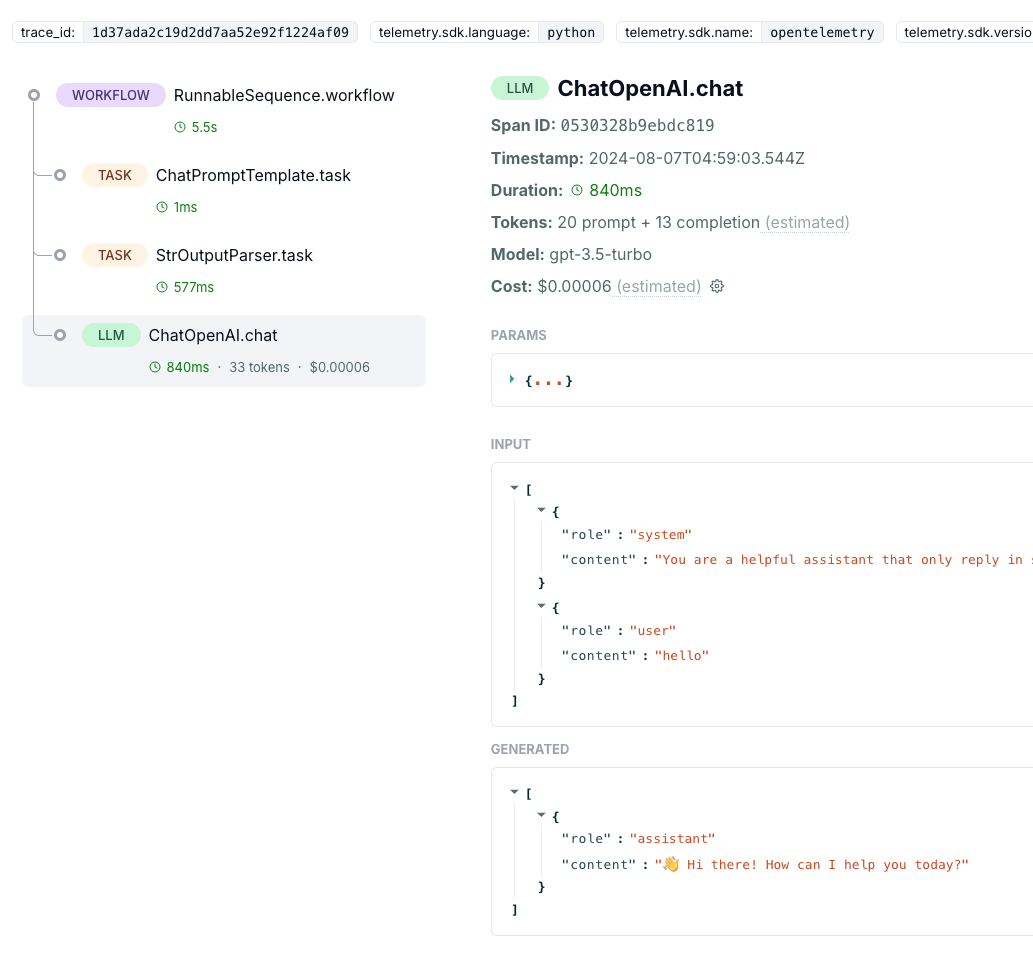 trace_id: 1d37ada2c19d2dd7aa52e92f1224af09 telemetry.sdk.language: python telemetry.sdk.name: opentelemetry telemetry.sdk.versio
WORKFLOW RunnableSequence.workflow
5.5s
TASK ChatPromptTemplate.task
1ms
TASK StrOutputParser.task
577ms
LLM ChatOpenAI.chat
840ms · 33 tokens · $0.00006
LLM ChatOpenAI.chat
Span ID: 0530328b9ebdc819
Timestamp: 2024-08-07T04:59:03.544Z
Duration: 840ms
Tokens: 20 prompt + 13 completion (estimated)
Model: gpt-3.5-turbo
Cost: $0.00006 (estimated)
PARAMS
{...}
INPUT
[
{
"role" : "system"
"content" : "You are a helpful assistant that only reply in
}
{
"role" : "user"
"content" : "hello"
}
]
GENERATED
[
{
"role" : "assistant"
"content" : "👋 Hi there! How can I help you today?"
}
]